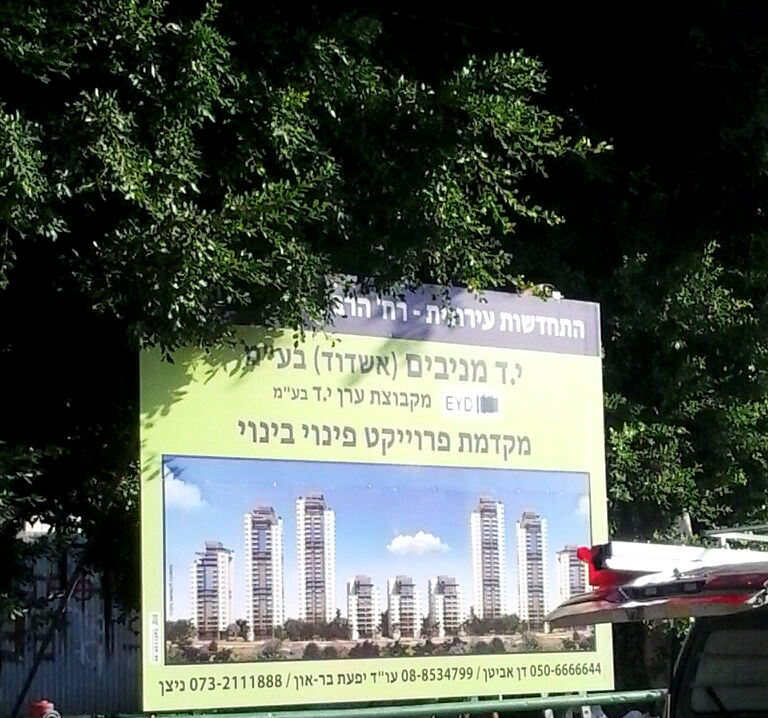 התחדשות עירונית - רח'
י.ד מניבים (אשדוד) בע"מ
EYD מקבוצת ערן י.ד בע"מ
מקדמת פרוייקט פינוי בינוי
050-6666644 דן אביטן / 08-8534799 עו"ד יפעת בר-און / 073-2111888 ניצן